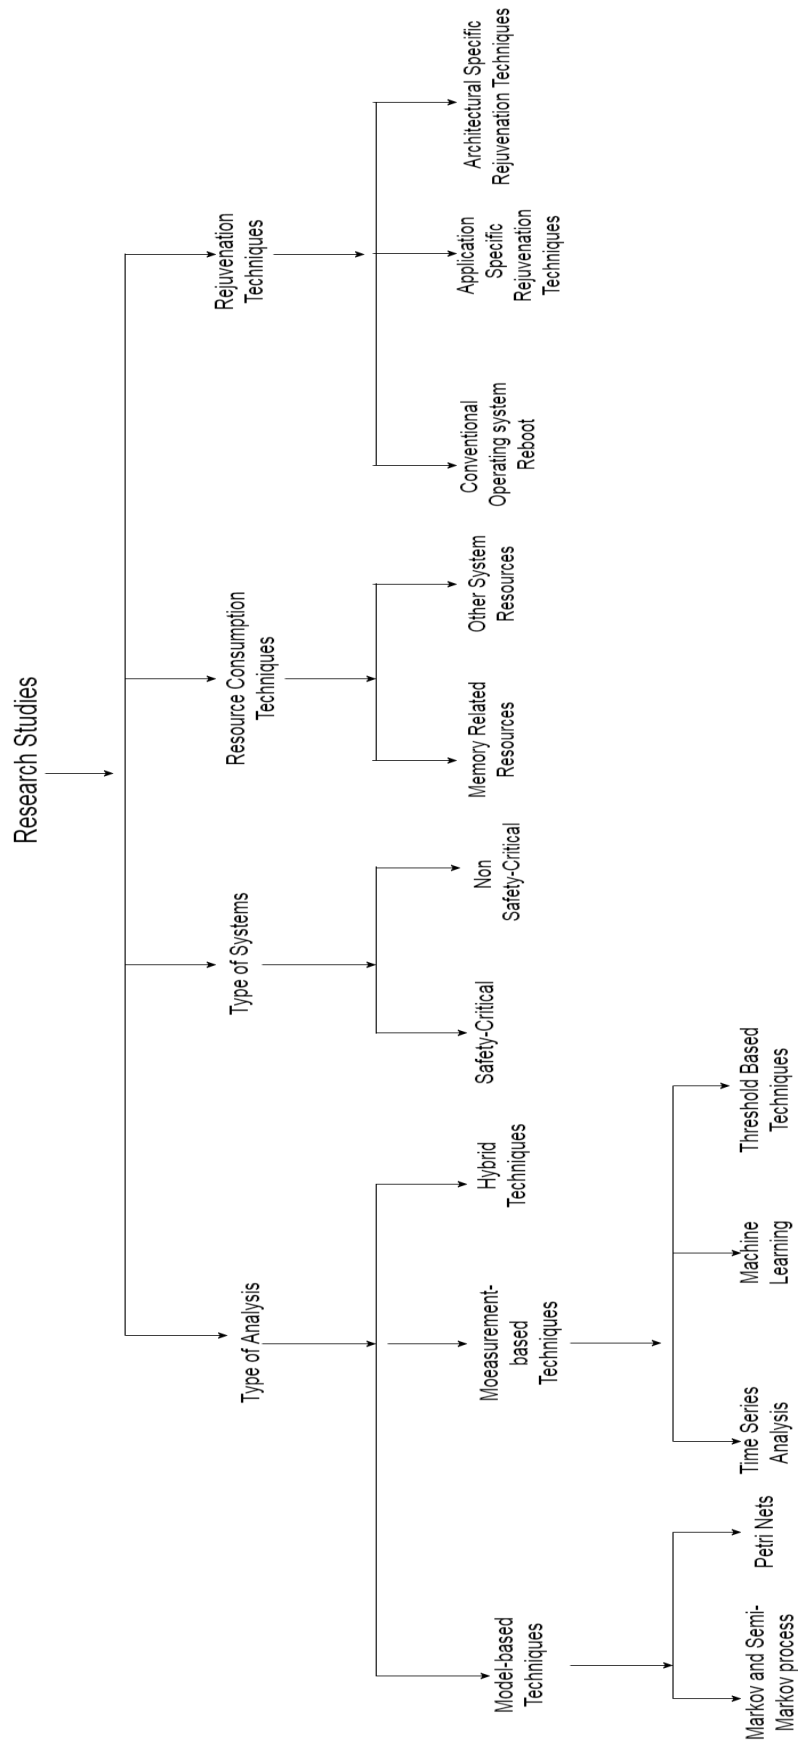 Research Studies
Type of Analysis
Type of Systems
Resource Consumption
Techniques
Rejuvenation
Techniques
Model-based
Techniques
Moeasurement-
based
Techniques
Hybrid
Techniques
Safety-Critical
Non
Safety-Critical
Memory Related
Resources
Other System
Resources
Conventional
Operating system
Reboot
Application
Specific
Rejuvenation
Techniques
Architectural Specific
Rejuvenation Techniques
Markov and Semi-
Markov process
Petri Nets
Time Series
Analysis
Machine
Learning
Threshold Based
Techniques